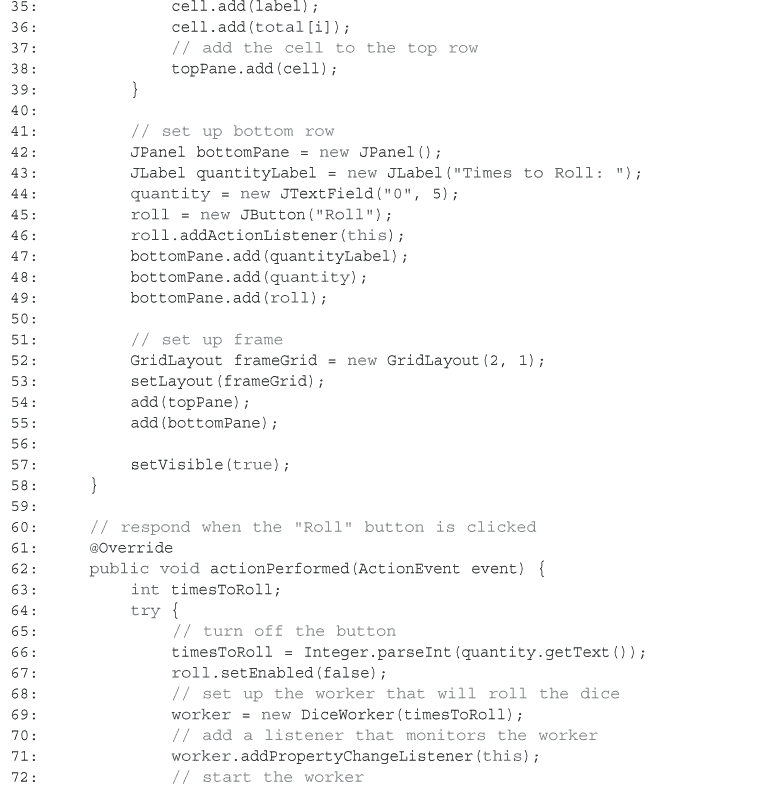 35:             cell.add(label);
36:             cell.add(total[i]);
37:             // add the cell to the top row
38:             topPane.add(cell);
39:         }
40:
41:         // set up bottom row
42:         JPanel bottomPane = new JPanel();
43:         JLabel quantityLabel = new JLabel("Times to Roll: ");
44:         quantity = new JTextField("0", 5);
45:         roll = new JButton("Roll");
46:         roll.addActionListener(this);
47:         bottomPane.add(quantityLabel);
48:         bottomPane.add(quantity);
49:         bottomPane.add(roll);
50:
51:         // set up frame
52:         GridLayout frameGrid = new GridLayout(2, 1);
53:         setLayout(frameGrid);
54:         add(topPane);
55:         add(bottomPane);
56:
57:         setVisible(true);
58:     }
59:
60:     // respond when the "Roll" button is clicked
61:     @Override
62:     public void actionPerformed(ActionEvent event) {
63:         int timesToRoll;
64:         try {
65:             // turn off the button
66:             timesToRoll = Integer.parseInt(quantity.getText());
67:             roll.setEnabled(false);
68:             // set up the worker that will roll the dice
69:             worker = new DiceWorker(timesToRoll);
70:             // add a listener that monitors the worker
71:             worker.addPropertyChangeListener(this);
72:             // start the worker